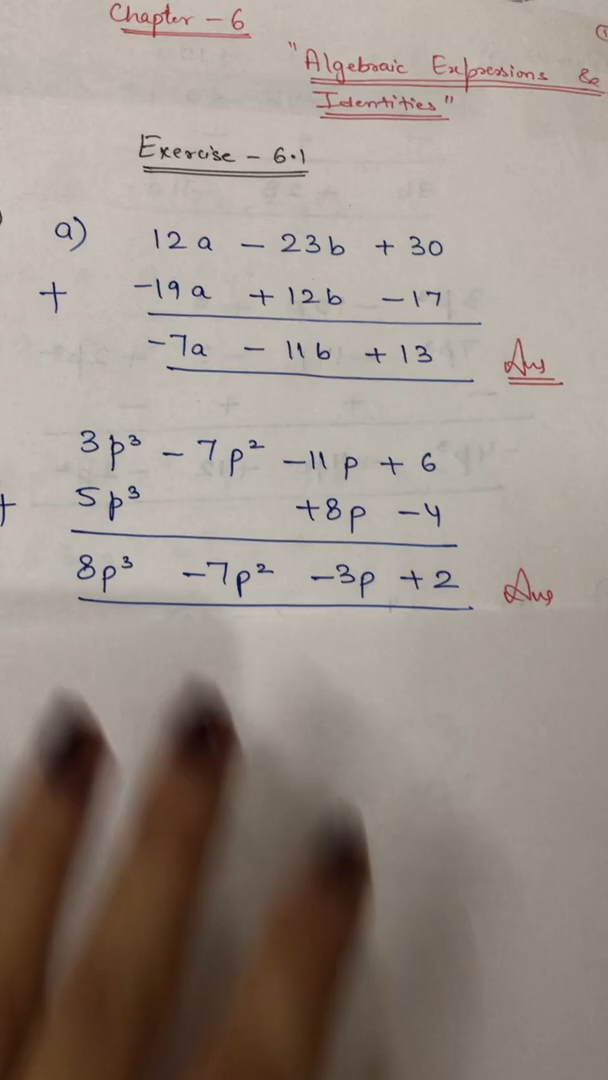 Chapter - 6
"Algebraic Expressions &
Identities"
Exercise - 6.1
a) 12a - 23b + 30
+ -19a + 12b - 17
-7a - 11b + 13 Ans
3p³ - 7p² - 11p + 6
+ 5p³ +8p - 4
8p³ -7p² -3p +2 Ans